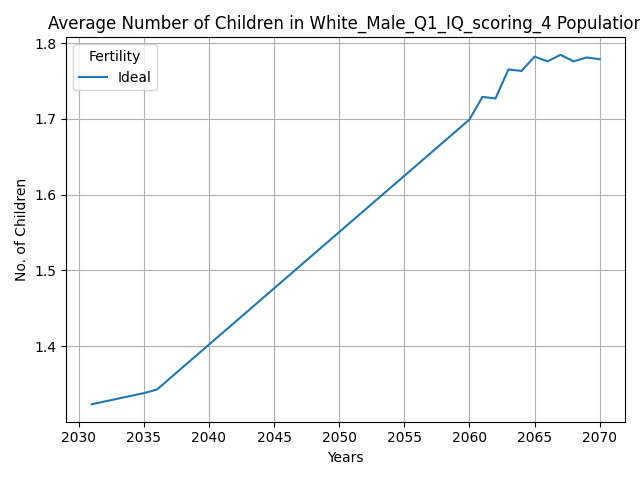 Average Number of Children in White_Male_Q1_IQ_scoring_4 Population
Fertility
Ideal
1.8
1.7
1.6
1.5
1.4
No. of Children
2030 2035 2040 2045 2050 2055 2060 2065 2070
Years